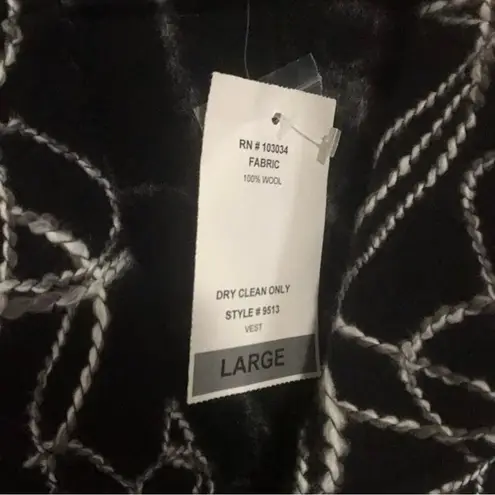 RN # 103034
FABRIC
100% WOOL
DRY CLEAN ONLY
STYLE # 9513
VEST
LARGE